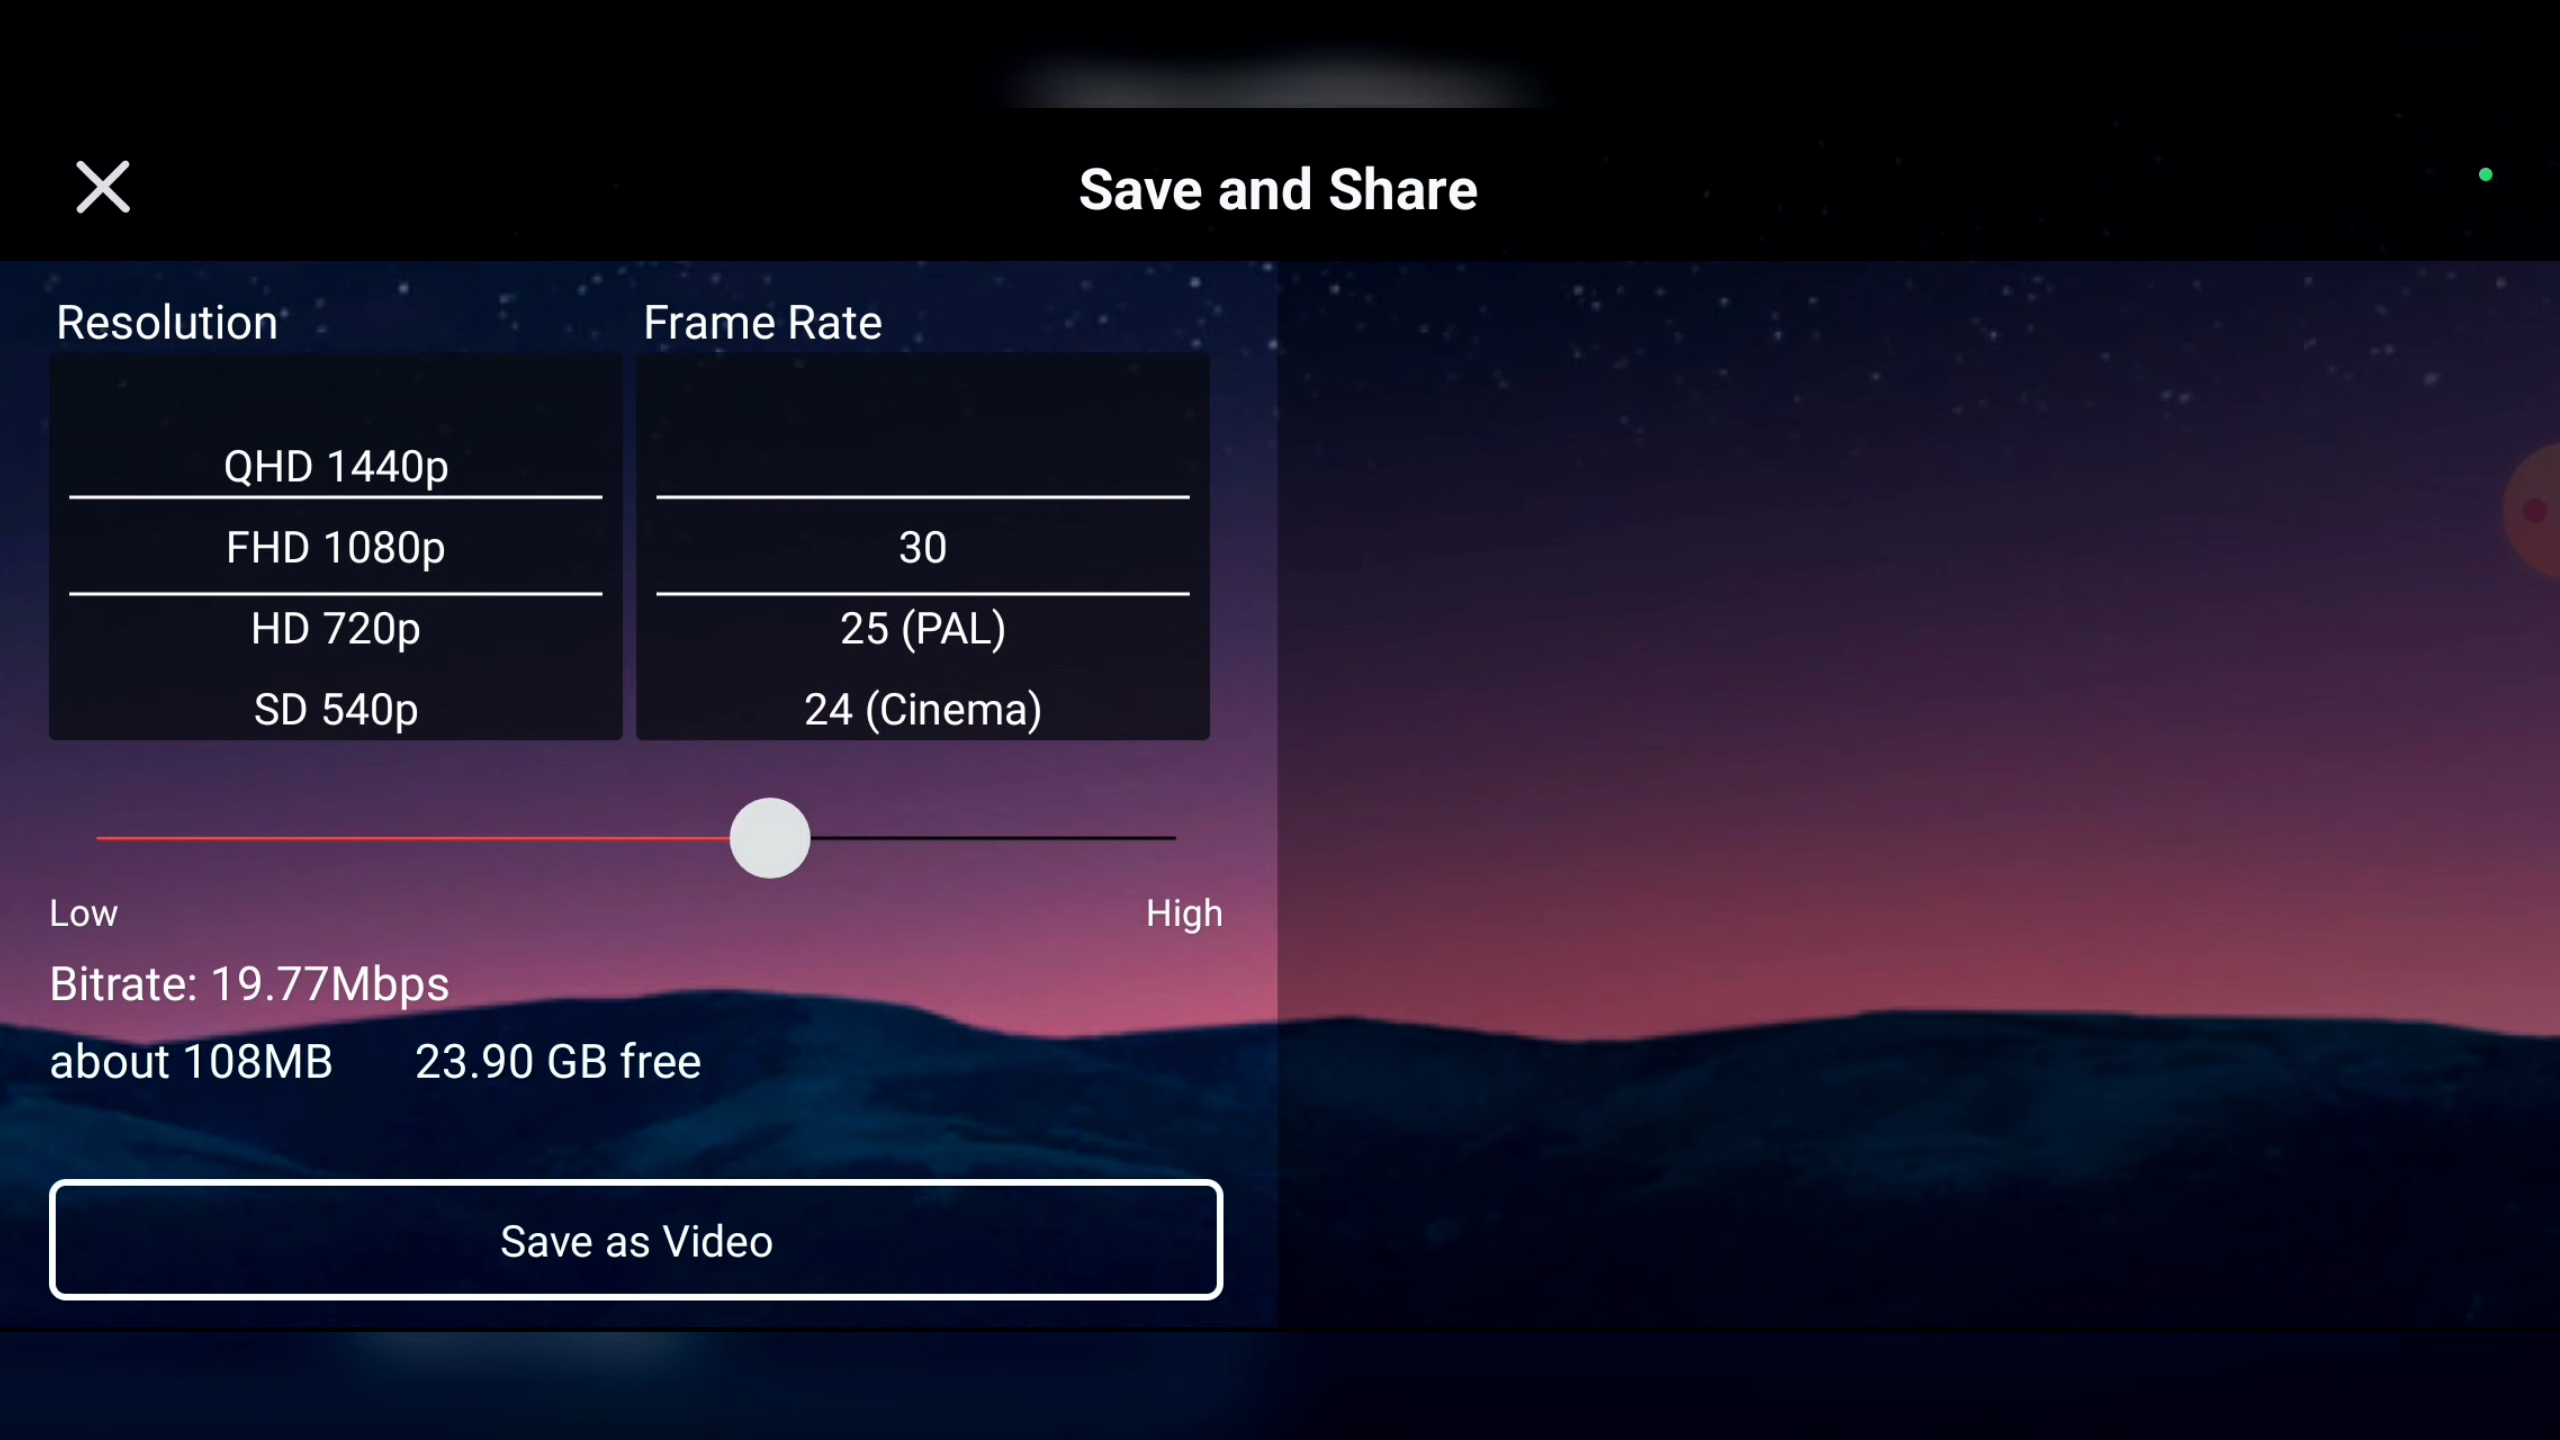 Save and Share
Resolution
Frame Rate
QHD 1440p
FHD 1080p
30
HD 720p
25 (PAL)
SD 540p
24 (Cinema)
Low
High
Bitrate: 19.77Mbps
about 108MB 23.90 GB free
Save as Video